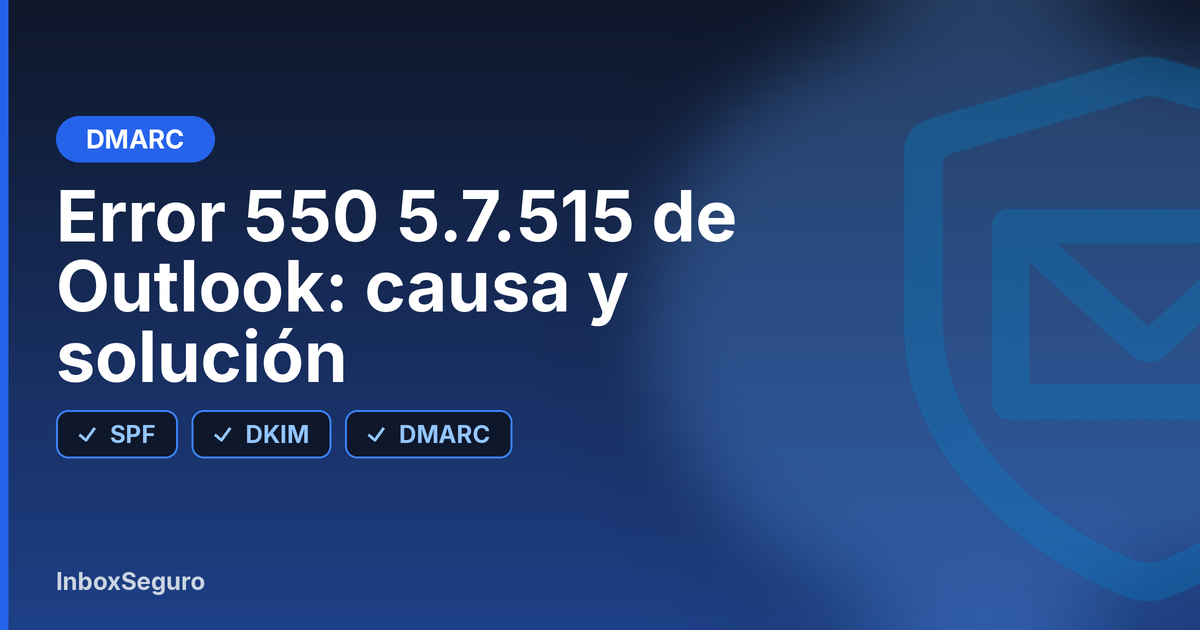 DMARC
Error 550 5.7.515 de
Outlook: causa y
solución
SPF
DKIM
DMARC
InboxSeguro